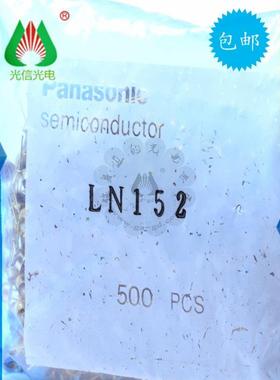 光信光电
包邮
Panasonic
semiconductor
LN152
500 PCS